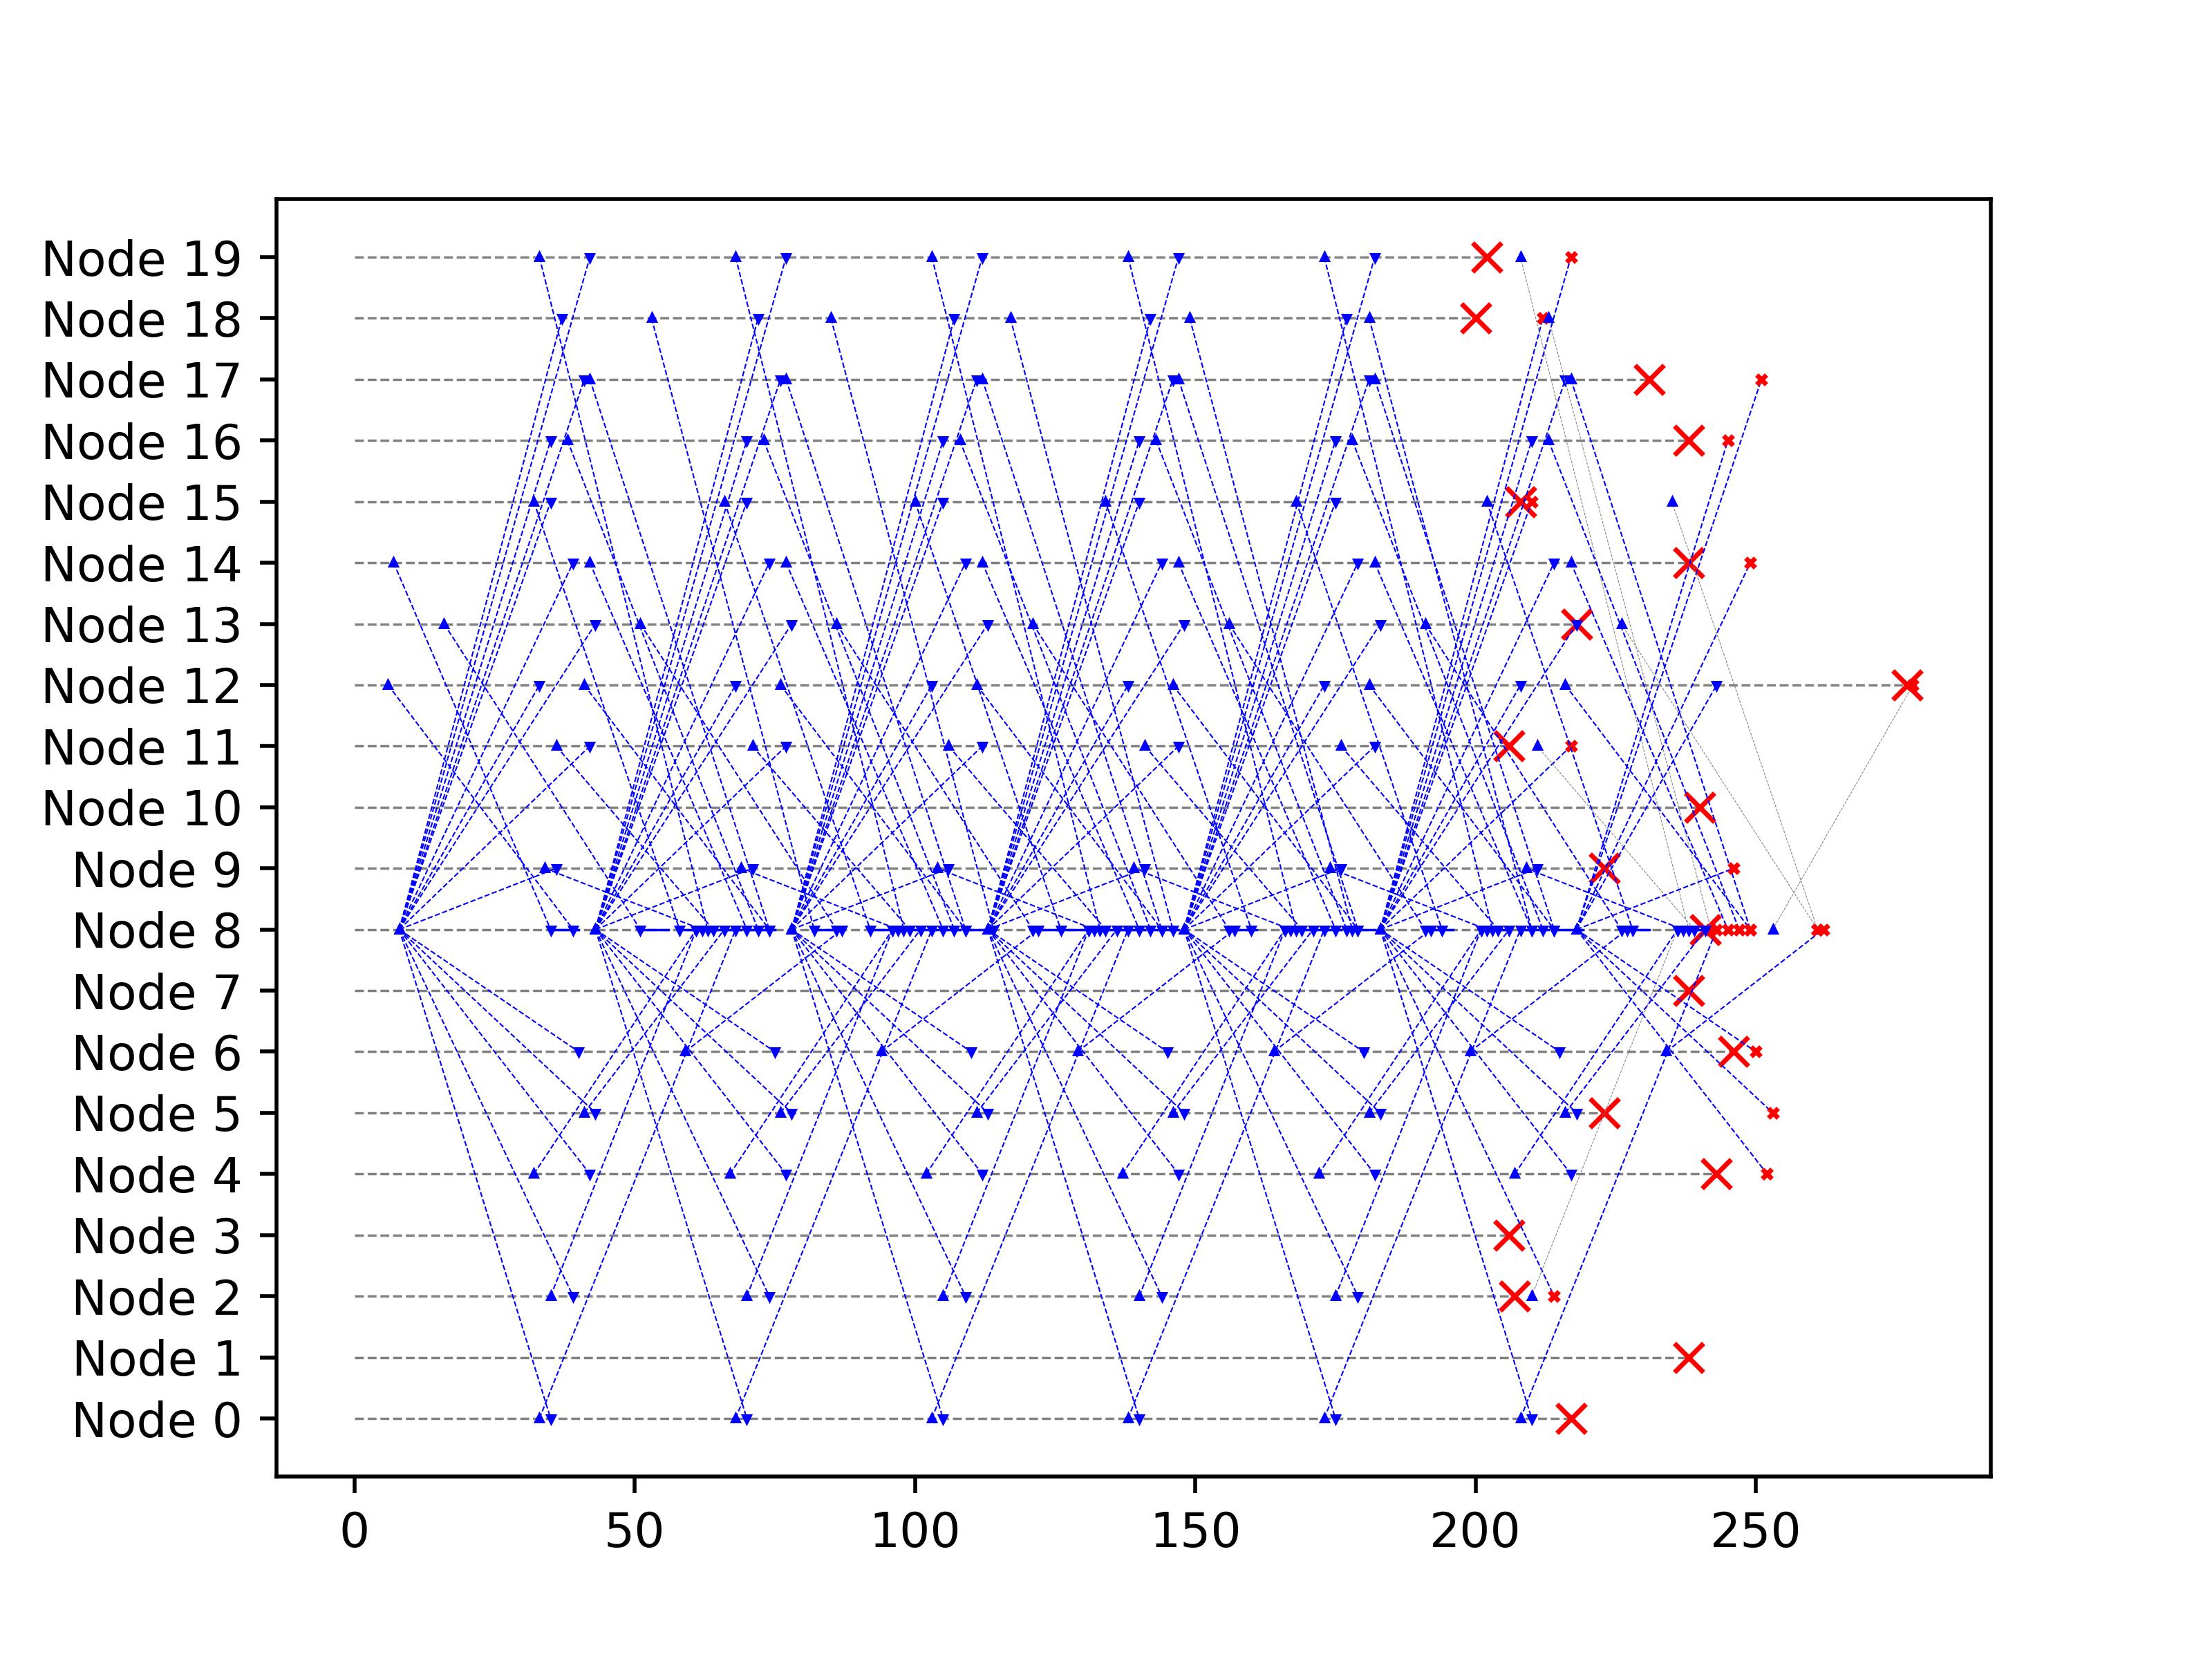 Node 19
Node 18
Node 17
Node 16
Node 15
Node 14
Node 13
Node 12
Node 11
Node 10
Node 9
Node 8
Node 7
Node 6
Node 5
Node 4
Node 3
Node 2
Node 1
Node 0
0 50 100 150 200 250